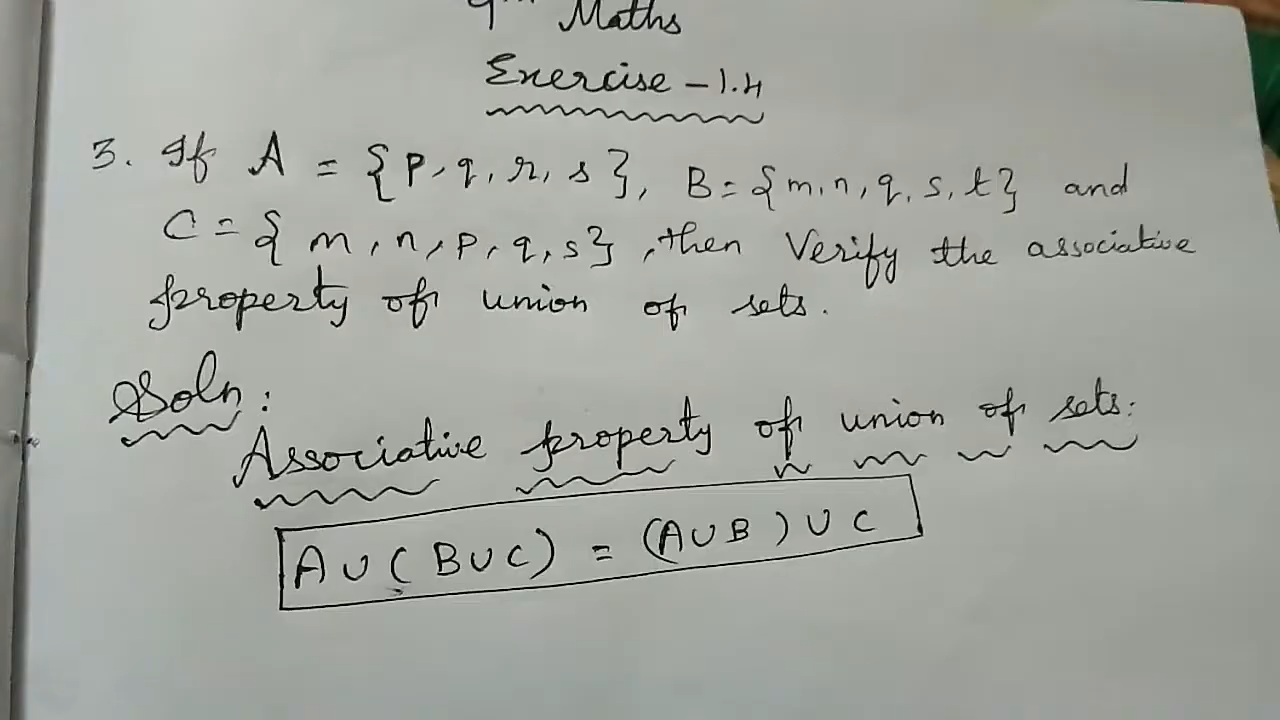 9th Maths
Exercise - 1.4
3. If A = {p, q, r, s}, B = {m, n, q, s, t} and
C = { m, n, p, q, s}, then Verify the associative
property of union of sets.
Soln:
Associative property of union of sets:
A ∪ ( B ∪ C) = (A ∪ B ) ∪ C